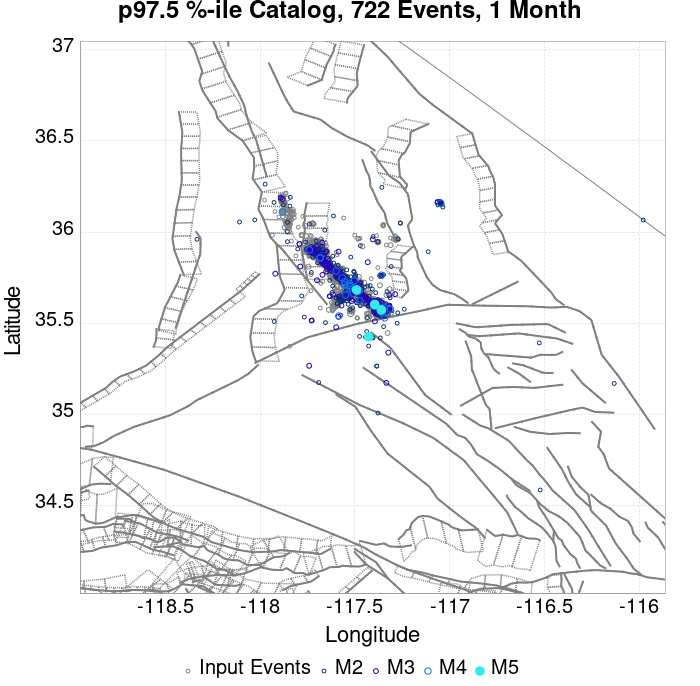 p97.5 %-ile Catalog, 722 Events, 1 Month
37
36.5
36
35.5
35
34.5
Latitude
-118.5 -118 -117.5 -117 -116.5 -116
Longitude
Input Events M2 M3 M4 M5